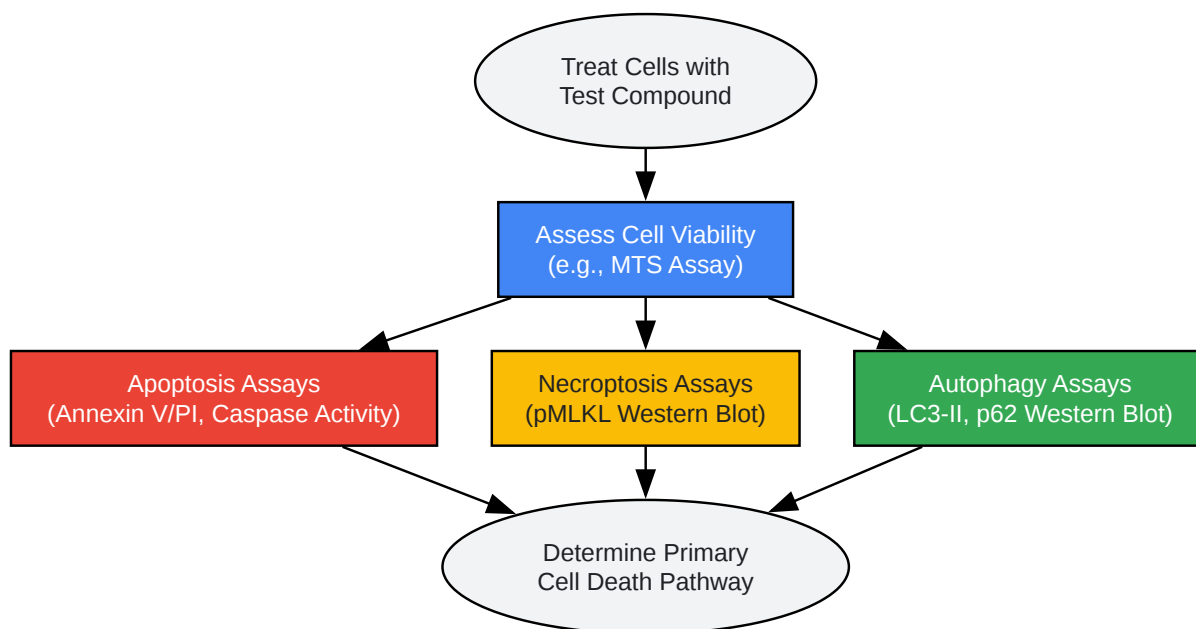 Treat Cells with
Test Compound
Assess Cell Viability
(e.g., MTS Assay)
Apoptosis Assays
(Annexin V/PI, Caspase Activity)
Necroptosis Assays
(pMLKL Western Blot)
Autophagy Assays
(LC3-II, p62 Western Blot)
Determine Primary
Cell Death Pathway